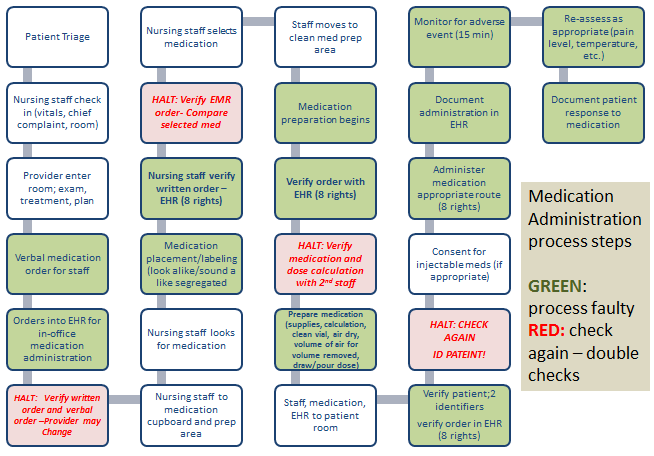 Patient Triage
Nursing staff check
in (vitals, chief
complaint, room)
Provider enter
room; exam,
treatment, plan
Verbal medication
order for staff
Orders into EHR for
in-office
medication
administration
HALT: Verify written
order and verbal
order –Provider may
Change
Nursing staff to
medication
cupboard and prep
area
Nursing staff looks
for medication
Medication
placement/labeling
(look alike/sound a
like segregated
Nursing staff verify
written order –
EHR (8 rights)
HALT: Verify EMR
order- Compare
selected med
Nursing staff selects
medication
Staff moves to
clean med prep
area
Medication
preparation begins
Verify order with
EHR (8 rights)
HALT: Verify
medication and
dose calculation
with 2nd staff
Prepare medication
(supplies, calculation,
clean vial, air dry,
volume of air for
volume removed,
draw/pour dose)
Staff, medication,
EHR to patient
room
Verify patient;2
identifiers
verify order in EHR
(8 rights)
HALT: CHECK
AGAIN
ID PATEINT!
Consent for
injectable meds (if
appropriate)
Administer
medication
appropriate route
(8 rights)
Document
administration in
EHR
Monitor for adverse
event (15 min)
Re-assess as
appropriate (pain
level, temperature,
etc.)
Document patient
response to
medication
Medication
Administration
process steps
GREEN:
process faulty
RED: check
again – double
checks